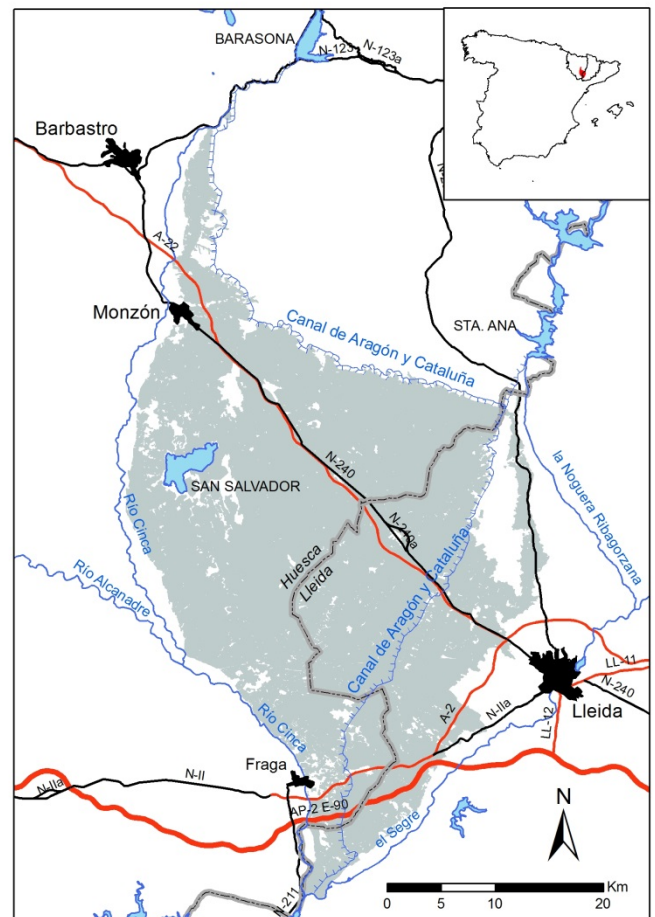 BARASONA
N-123
N-123a
Barbastro
A-22
Monzón
Canal de Aragón y Cataluña
STA. ANA
SAN SALVADOR
N-240
N-240a
la Noguera Ribagorzana
Río Cinca
Río Alcanadre
Huesca
Lleida
Canal de Aragón y Cataluña
LL-11
N-240
Lleida
LL-12
A-2
N-IIa
Río Cinca
Fraga
N-II
N-IIa
AP-2 E-90
el Segre
N-211
N
Km
0 5 10 20